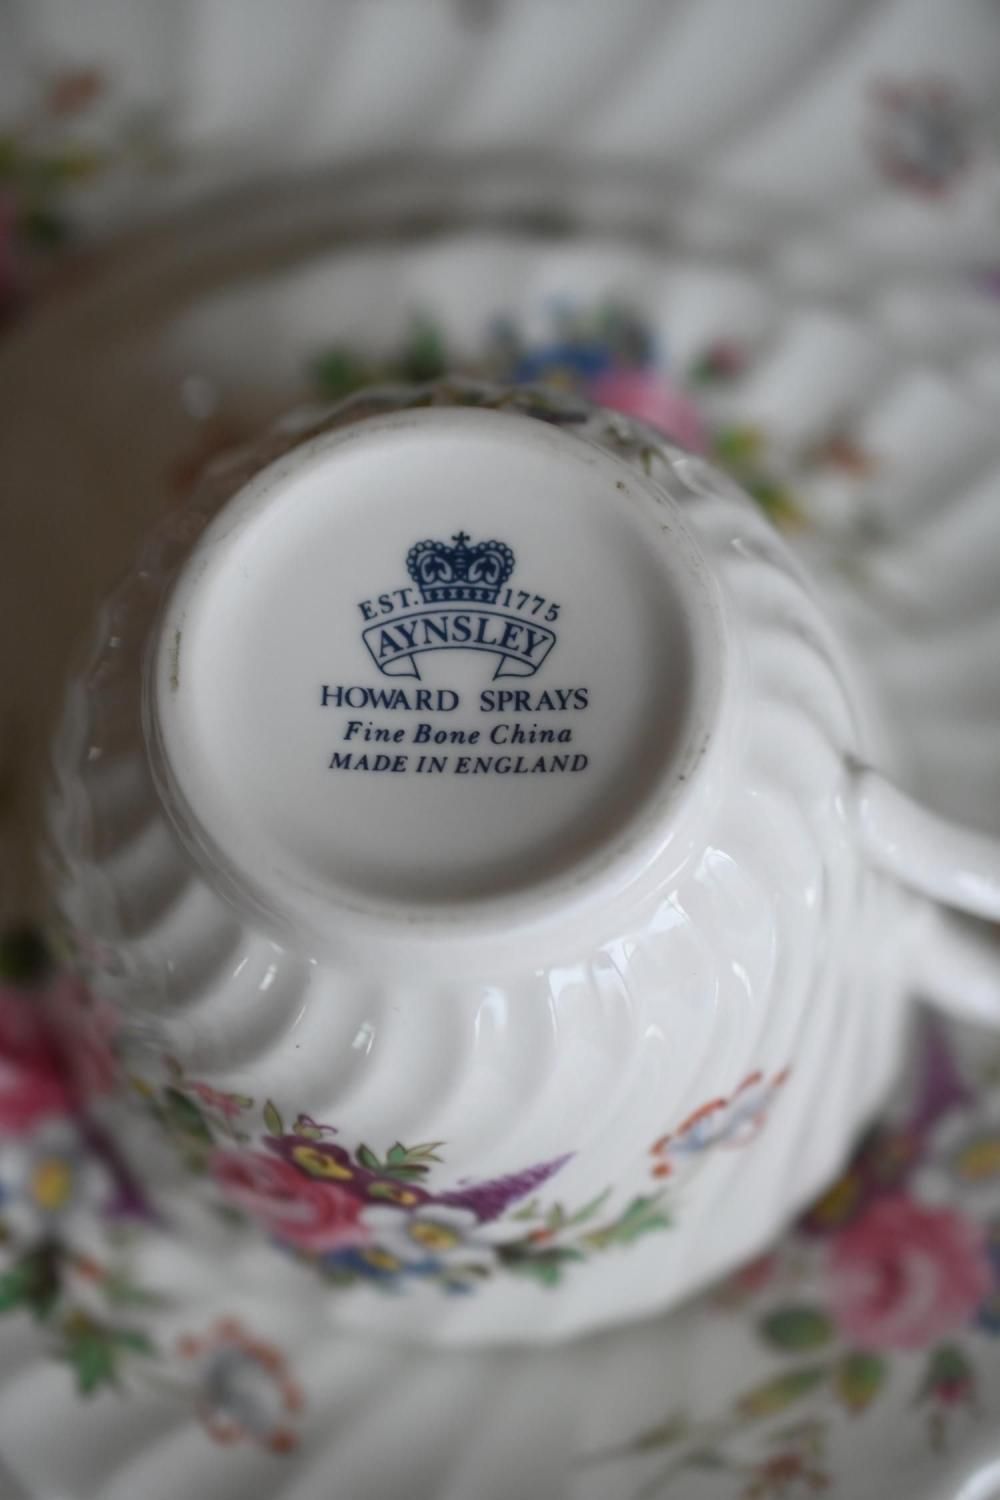 EST. 1775
AYNSLEY
HOWARD SPRAYS
Fine Bone China
MADE IN ENGLAND